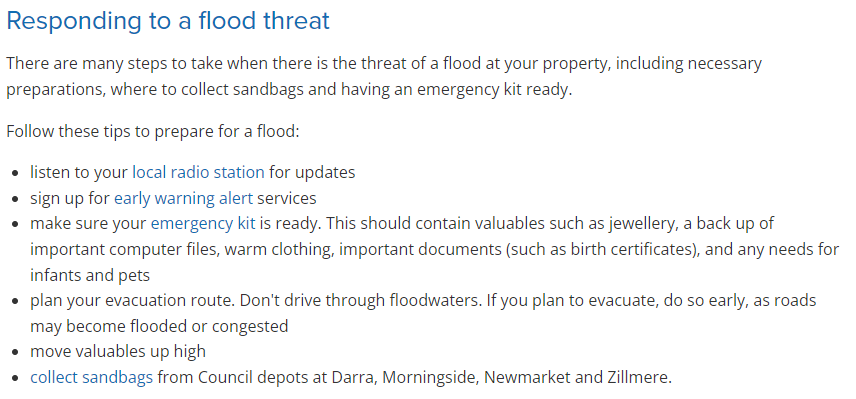 Responding to a flood threat
There are many steps to take when there is the threat of a flood at your property, including necessary
preparations, where to collect sandbags and having an emergency kit ready.
Follow these tips to prepare for a flood:
• listen to your local radio station for updates
• sign up for early warning alert services
• make sure your emergency kit is ready. This should contain valuables such as jewellery, a back up of
important computer files, warm clothing, important documents (such as birth certificates), and any needs for
infants and pets
• plan your evacuation route. Don't drive through floodwaters. If you plan to evacuate, do so early, as roads
may become flooded or congested
• move valuables up high
• collect sandbags from Council depots at Darra, Morningside, Newmarket and Zillmere.